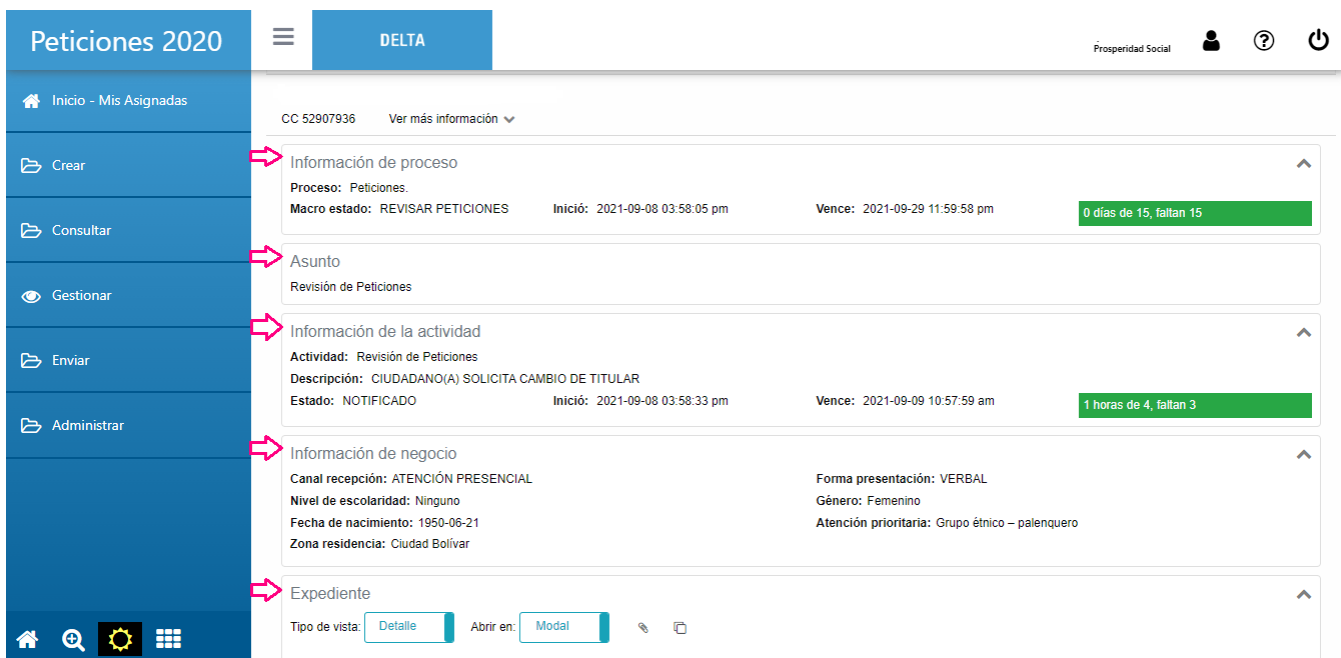 Peticiones 2020
DELTA
Prosperidad Social
Inicio - Mis Asignadas
Crear
Consultar
Gestionar
Enviar
Administrar
CC 52907936 Ver más información
Información de proceso
Proceso: Peticiones.
Macro estado: REVISAR PETICIONES Inició: 2021-09-08 03:58:05 pm Vence: 2021-09-29 11:59:58 pm 0 días de 15, faltan 15
Asunto
Revisión de Peticiones
Información de la actividad
Actividad: Revisión de Peticiones
Descripción: CIUDADANO(A) SOLICITA CAMBIO DE TITULAR
Estado: NOTIFICADO Inició: 2021-09-08 03:58:33 pm Vence: 2021-09-09 10:57:59 am 1 horas de 4, faltan 3
Información de negocio
Canal recepción: ATENCIÓN PRESENCIAL Forma presentación: VERBAL
Nivel de escolaridad: Ninguno Género: Femenino
Fecha de nacimiento: 1950-06-21 Atención prioritaria: Grupo étnico – palenquero
Zona residencia: Ciudad Bolívar
Expediente
Tipo de vista: Detalle Abrir en: Modal